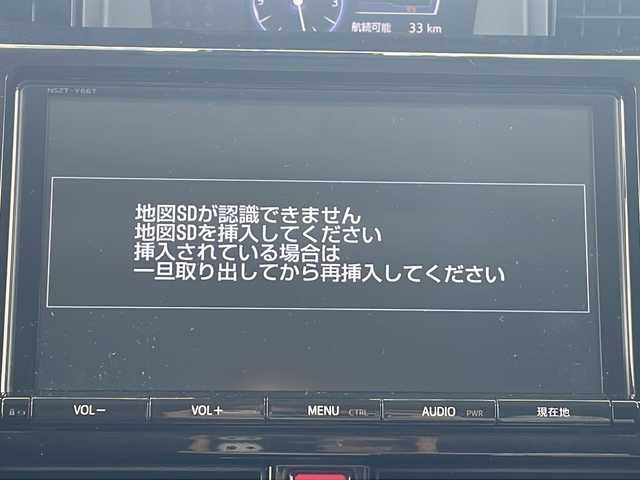 3
航続可能 33 km
NSZT-Y66T
地図SDが認識できません
地図SDを挿入してください
挿入されている場合は
一旦取り出してから再挿入してください
VOL− VOL+ MENU CTRL AUDIO PWR 現在地